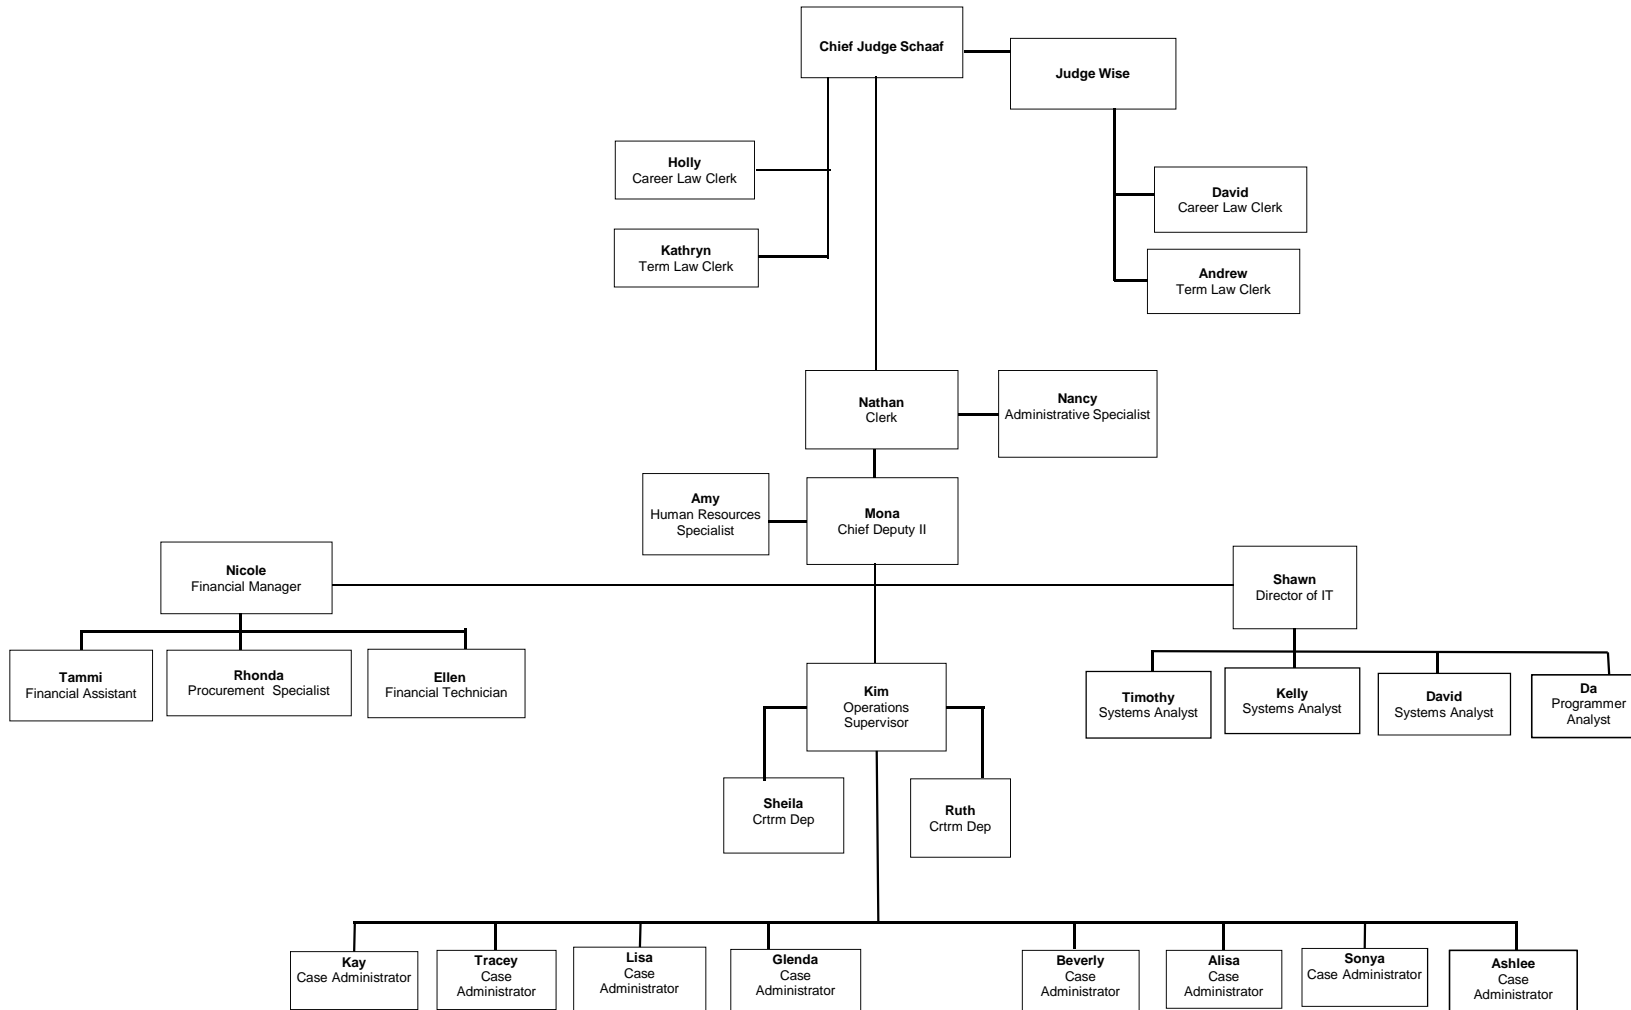 Chief Judge Schaaf
Judge Wise
Holly
Career Law Clerk
David
Career Law Clerk
Kathryn
Term Law Clerk
Andrew
Term Law Clerk
Nathan
Clerk
Nancy
Administrative Specialist
Amy
Human Resources
Specialist
Mona
Chief Deputy II
Nicole
Financial Manager
Shawn
Director of IT
Tammi
Financial Assistant
Rhonda
Procurement  Specialist
Ellen
Financial Technician
Kim
Operations
Supervisor
Timothy
Systems Analyst
Kelly
Systems Analyst
David
Systems Analyst
Da
Programmer
Analyst
Sheila
Crtrm Dep
Ruth
Crtrm Dep
Kay
Case Administrator
Tracey
Case
Administrator
Lisa
Case
Administrator
Glenda
Case
Administrator
Beverly
Case
Administrator
Alisa
Case
Administrator
Sonya
Case Administrator
Ashlee
Case
Administrator